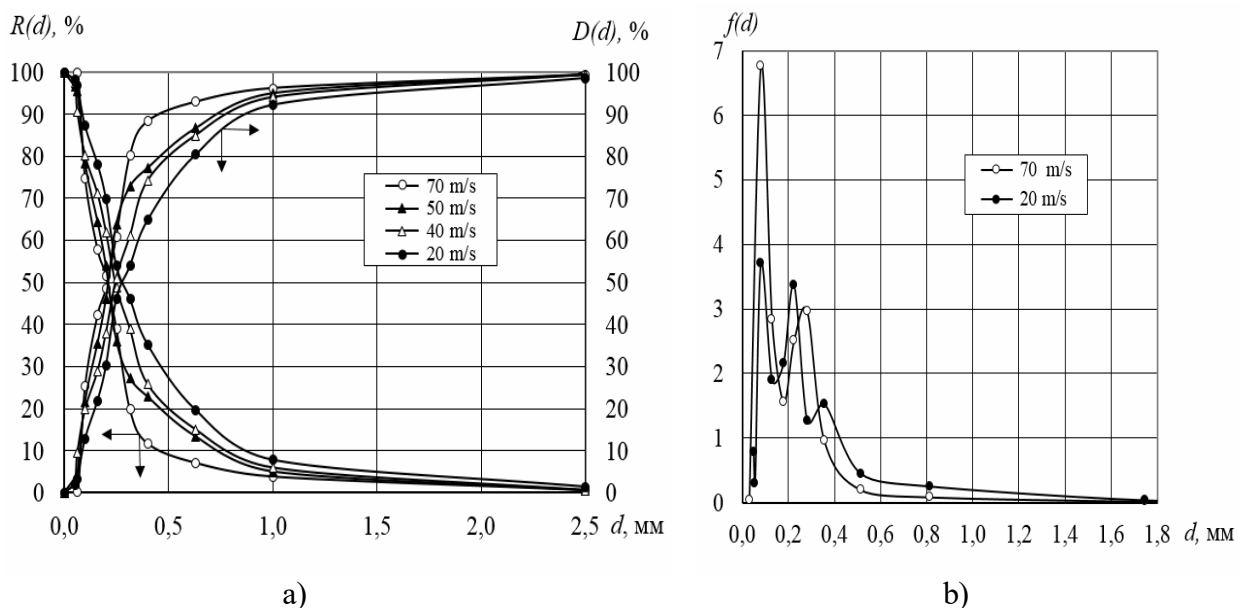 R(d), %
D(d), %
100
90
80
70
60
50
40
30
20
10
0
100
90
80
70
60
50
40
30
20
10
0
70 m/s
50 m/s
40 m/s
20 m/s
0,0 0,5 1,0 1,5 2,0 2,5 d, мм
a)
f(d)
7
6
5
4
3
2
1
0
70 m/s
20 m/s
0,0 0,2 0,4 0,6 0,8 1,0 1,2 1,4 1,6 1,8 d, мм
b)